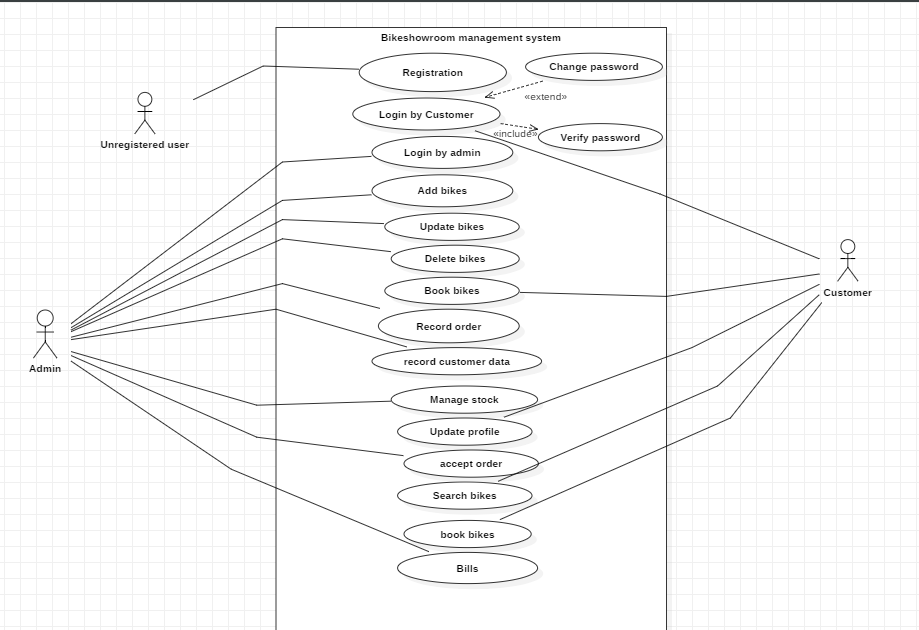 Bikeshowroom management system
Registration
Change password
«extend»
Unregistered user
Login by Customer
«include»
Verify password
Login by admin
Add bikes
Update bikes
Delete bikes
Book bikes
Customer
Record order
Admin
record customer data
Manage stock
Update profile
accept order
Search bikes
book bikes
Bills